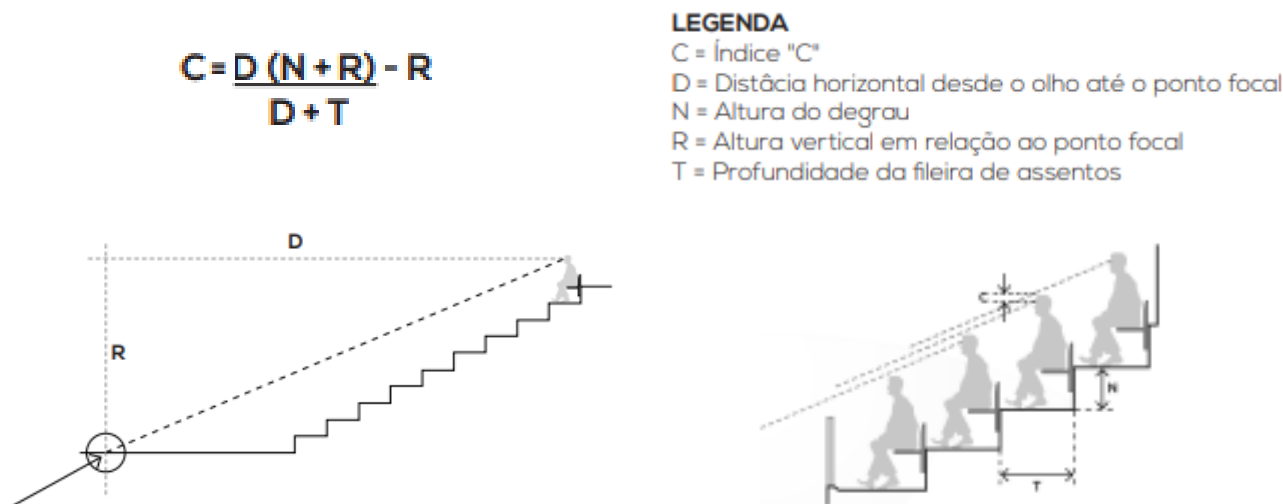 C = D (N + R) - R
D + T
LEGENDA
C = Índice "C"
D = Distâcia horizontal desde o olho até o ponto focal
N = Altura do degrau
R = Altura vertical em relação ao ponto focal
T = Profundidade da fileira de assentos
D
R
C
N
T